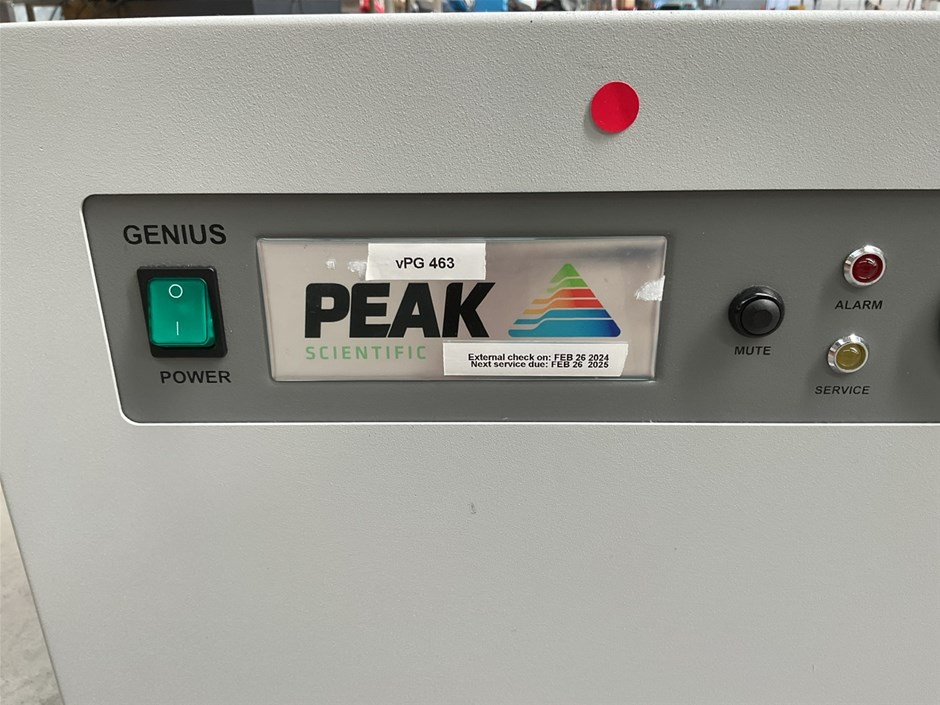 GENIUS
vPG 463
PEAK
SCIENTIFIC
External check on: FEB 26 2024
Next service due: FEB 26 2025
POWER
MUTE
ALARM
SERVICE